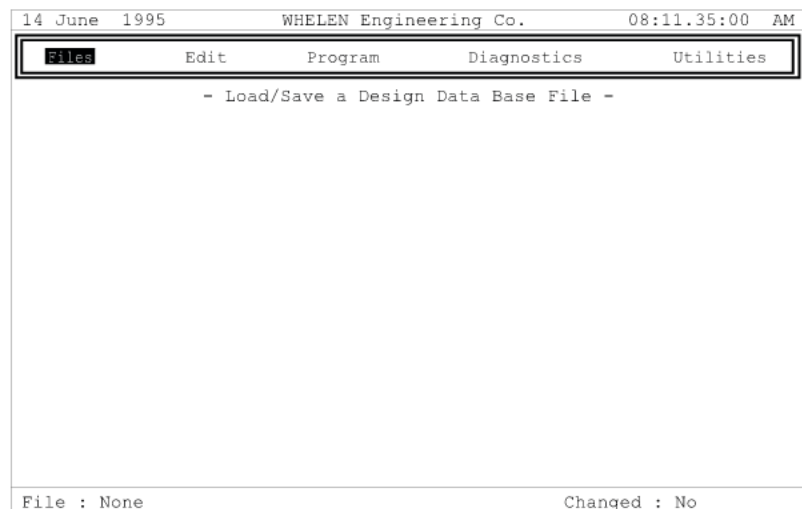 14 June 1995 WHELEN Engineering Co. 08:11.35:00 AM
Files Edit Program Diagnostics Utilities
- Load/Save a Design Data Base File -
File : None Changed : No